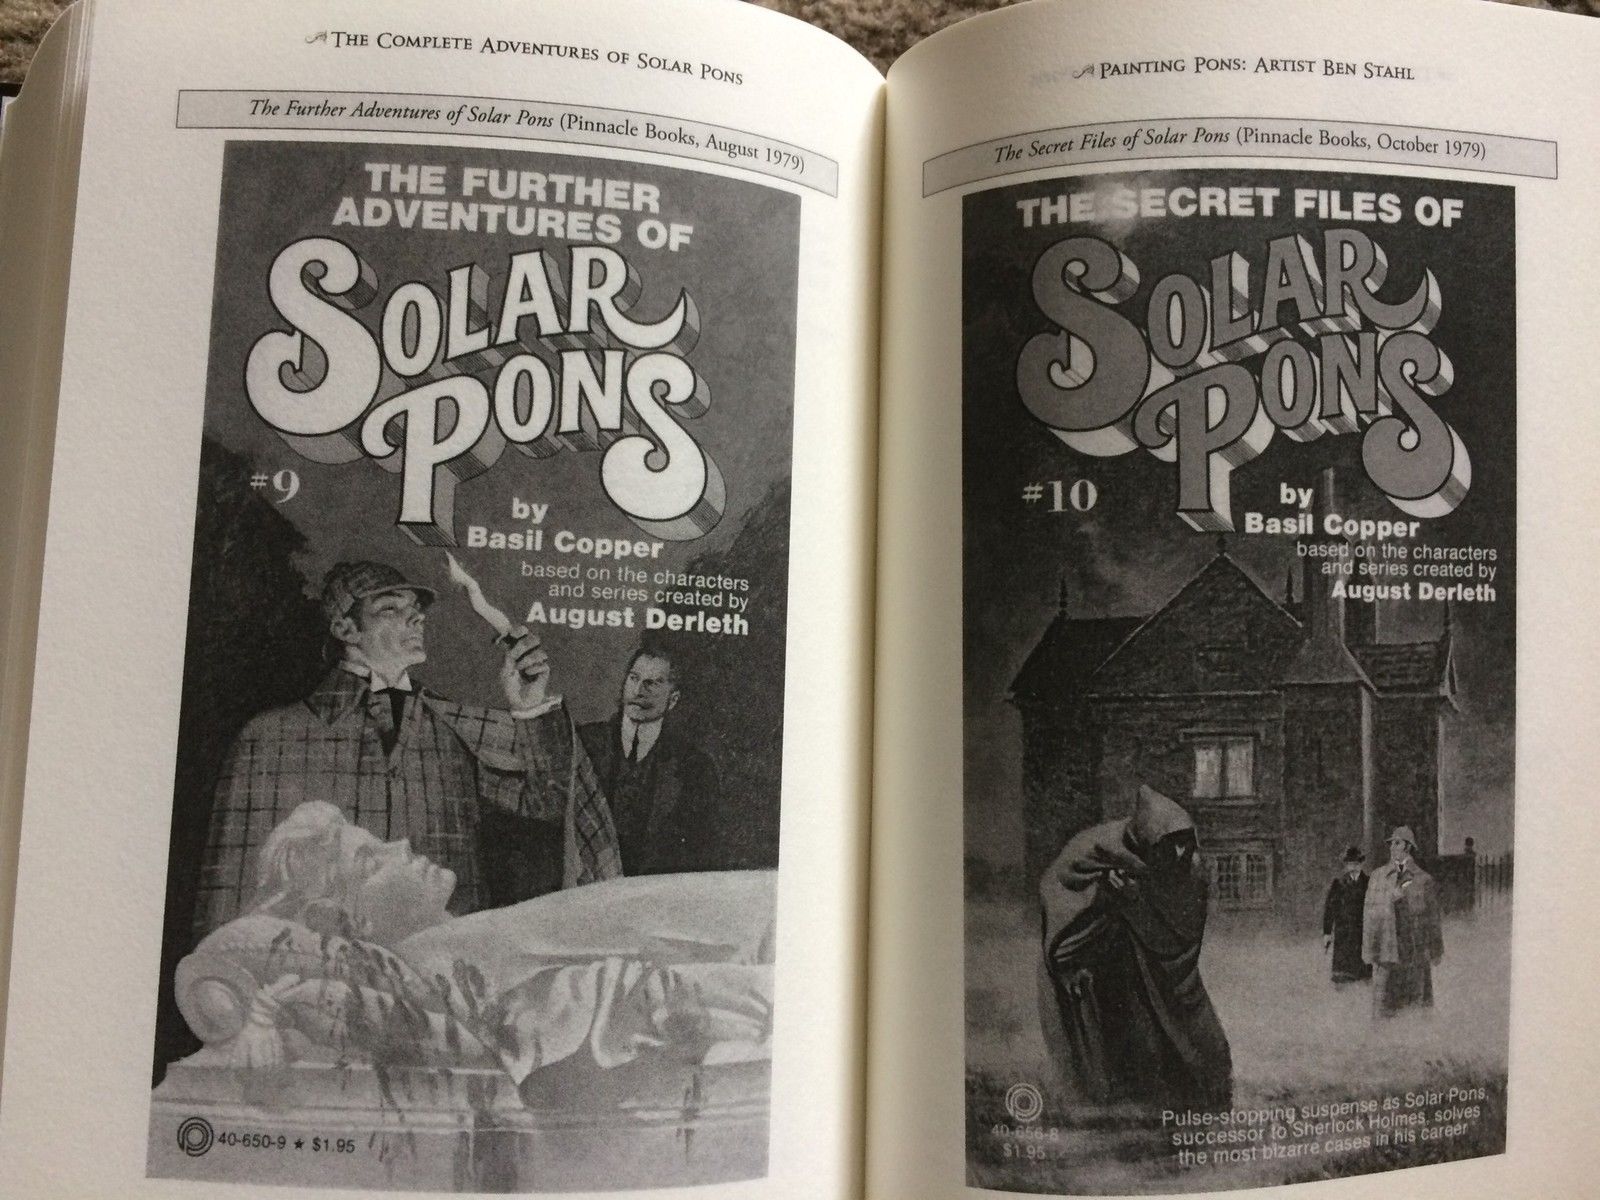 The Complete Adventures of Solar Pons
The Further Adventures of Solar Pons (Pinnacle Books, August 1979)
THE FURTHER
ADVENTURES OF
SOLAR
PONS
#9
by
Basil Copper
based on the characters
and series created by
August Derleth
40-650-9 ★ $1.95
Painting Pons: Artist Ben Stahl
The Secret Files of Solar Pons (Pinnacle Books, October 1979)
THE SECRET FILES OF
SOLAR
PONS
#10
by
Basil Copper
based on the characters
and series created by
August Derleth
40-656-8
$1.95
Pulse-stopping suspense as Solar Pons,
successor to Sherlock Holmes, solves
the most bizarre cases in his career